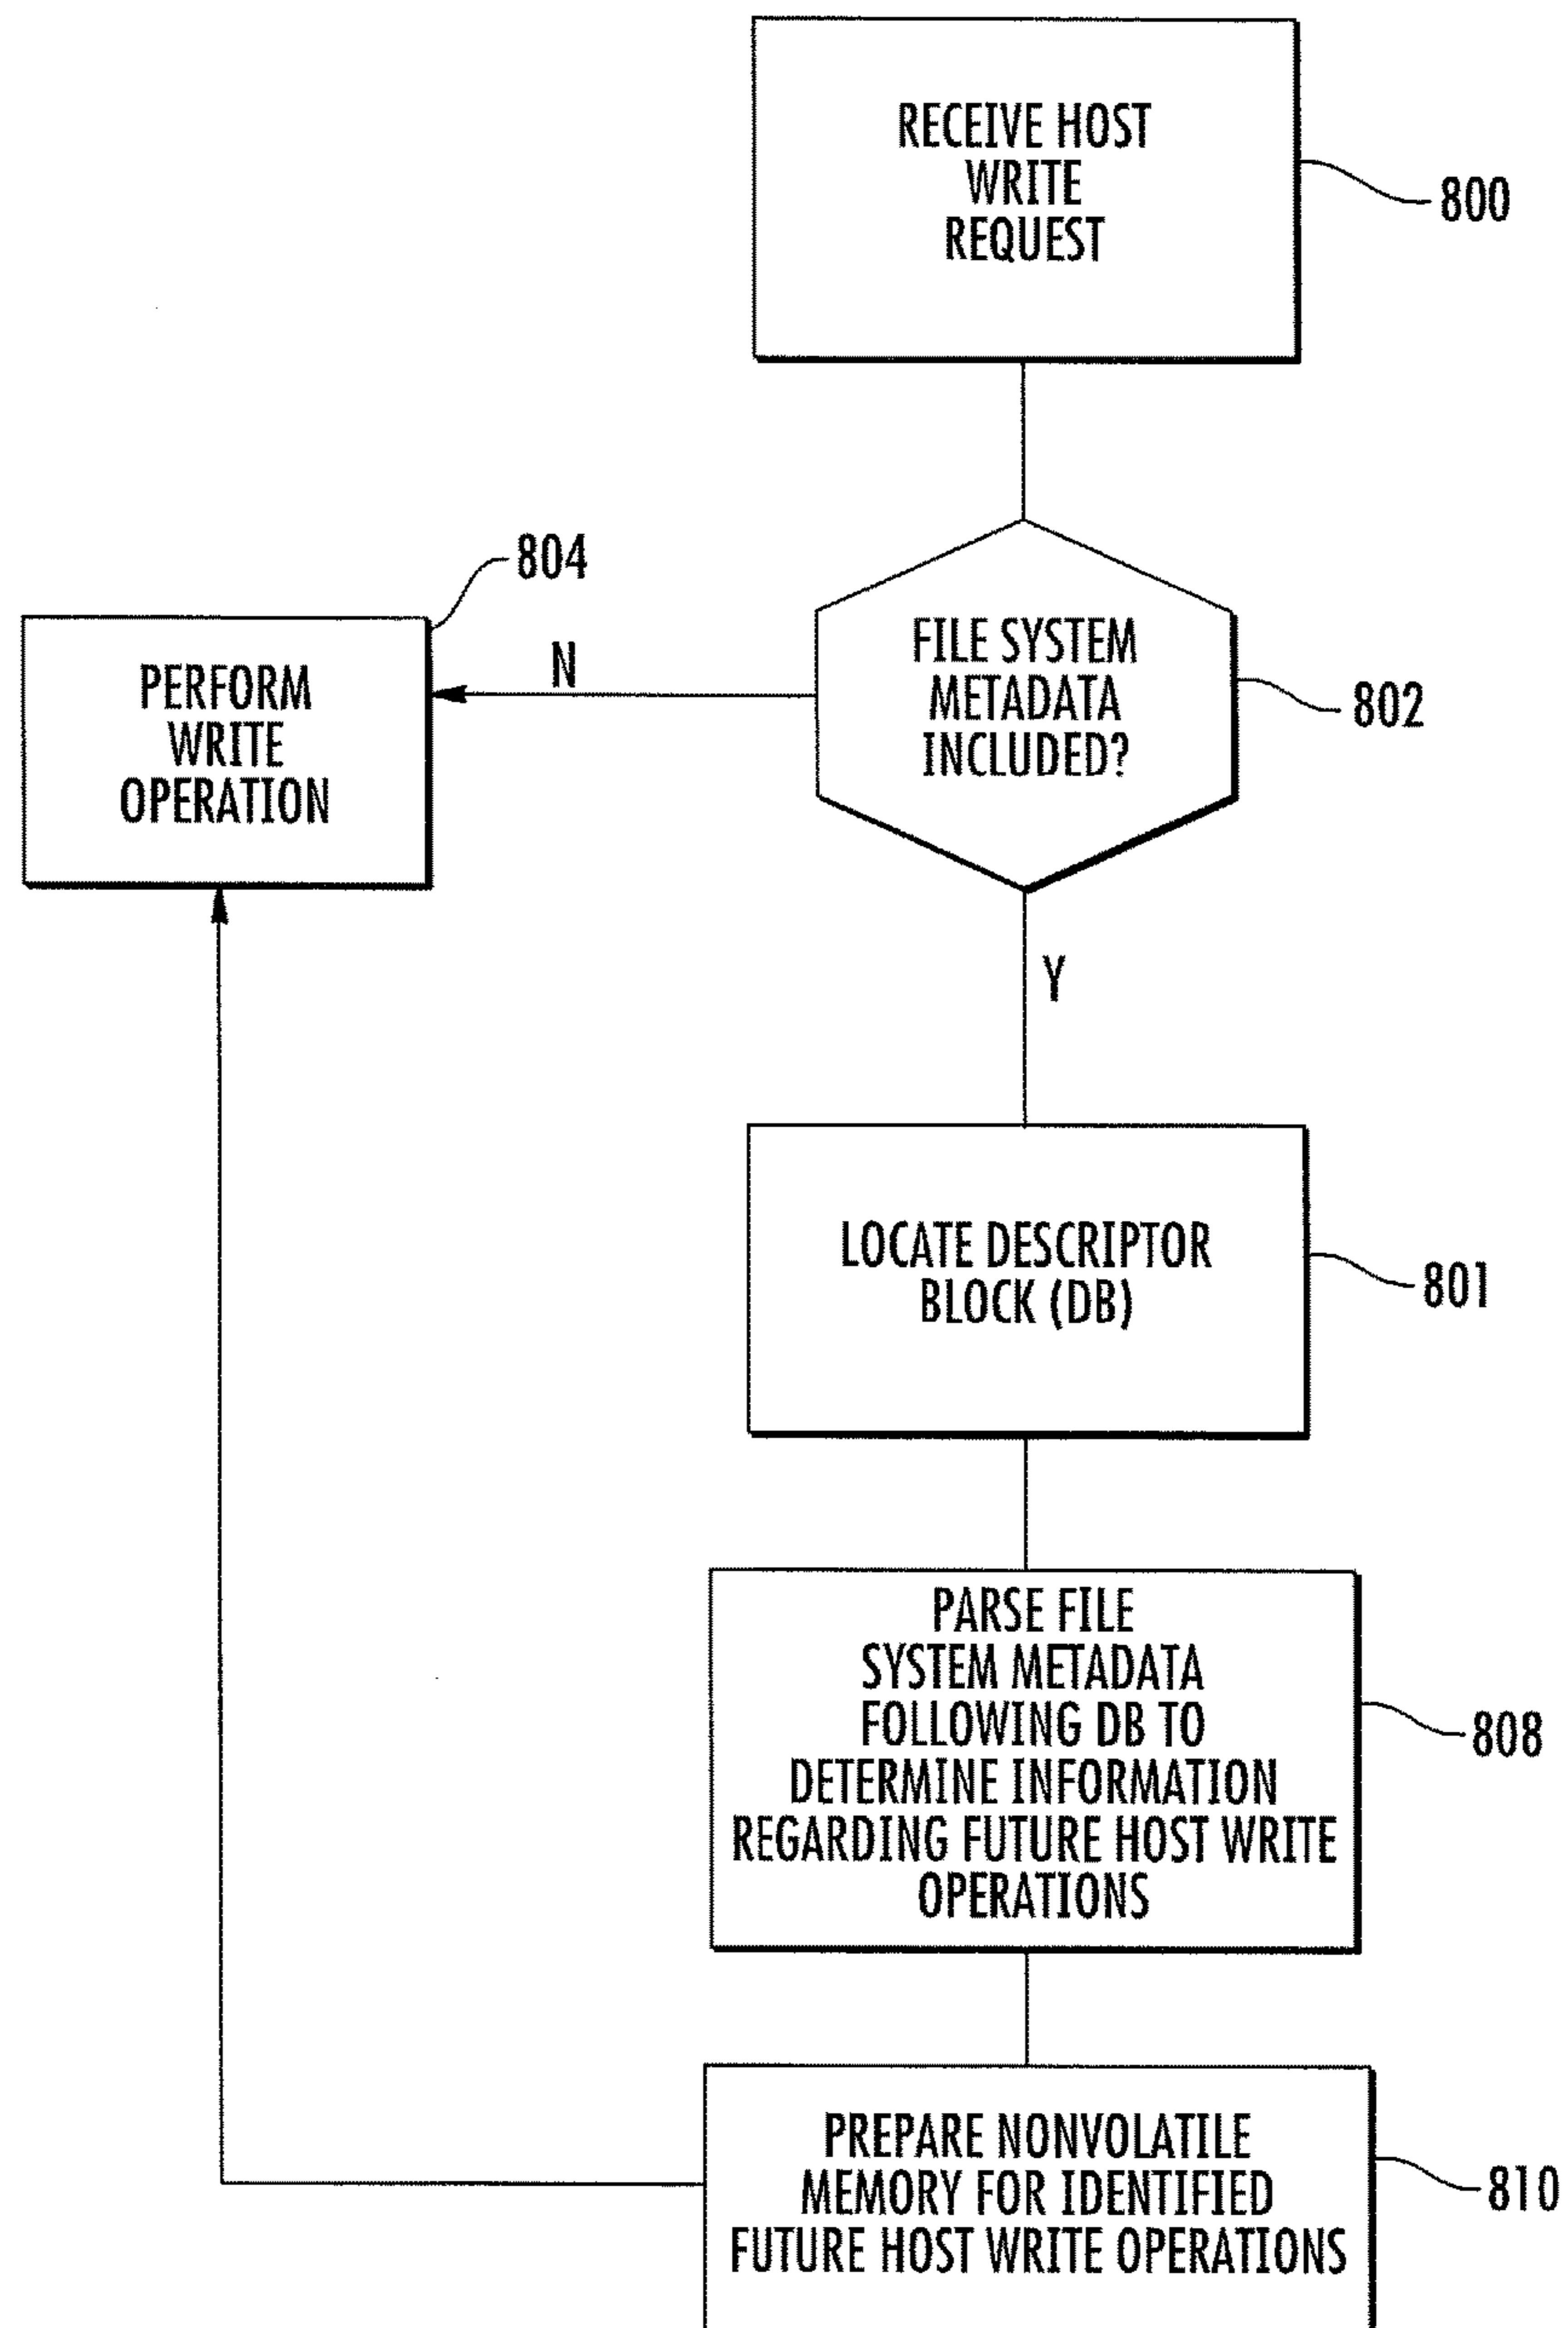 RECEIVE HOST
WRITE
REQUEST
800
804
PERFORM
WRITE
OPERATION
N
FILE SYSTEM
METADATA
INCLUDED?
802
Y
LOCATE DESCRIPTOR
BLOCK (DB)
801
PARSE FILE
SYSTEM METADATA
FOLLOWING DB TO
DETERMINE INFORMATION
REGARDING FUTURE HOST WRITE
OPERATIONS
808
PREPARE NONVOLATILE
MEMORY FOR IDENTIFIED
FUTURE HOST WRITE OPERATIONS
810